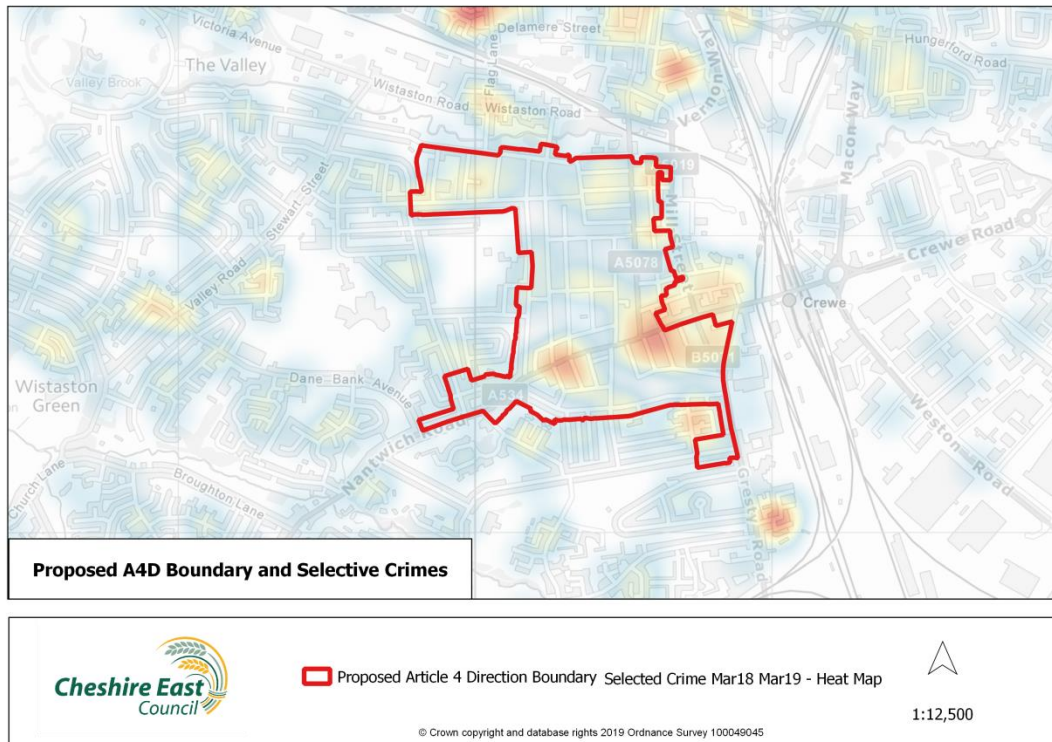 Victoria Avenue
Delamere Street
Hungerford Road
The Valley
Flag Lane
Vernon Way
Valley Brook
Wistaston Road
Wistaston Road
Macon Way
Mill Street
Stewart Street
Crewe Road
A5078
Valley Road
Crewe
Wistaston
Green
Dane Bank Avenue
A534
Nantwich Road
Weston Road
Church Lane
Broughton Lane
Gresty Road
Proposed A4D Boundary and Selective Crimes
Cheshire East
Council
Proposed Article 4 Direction Boundary Selected Crime Mar18 Mar19 - Heat Map
1:12,500
© Crown copyright and database rights 2019 Ordnance Survey 100049045